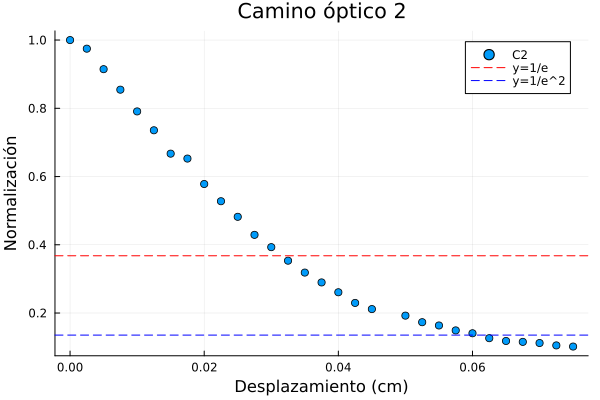 Camino óptico 2
C2
y=1/e
y=1/e^2
1.0
0.8
0.6
0.4
0.2
Normalización
0.00
0.02
0.04
0.06
Desplazamiento (cm)